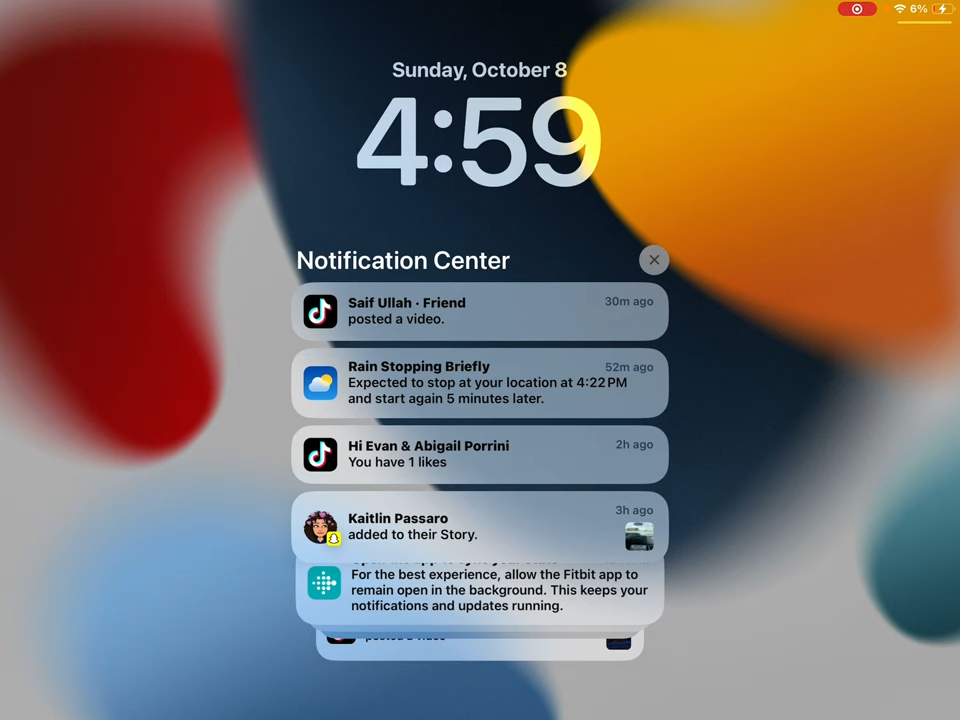 6%
Sunday, October 8
4:59
Notification Center
Saif Ullah · Friend
30m ago
posted a video.
Rain Stopping Briefly
52m ago
Expected to stop at your location at 4:22 PM
and start again 5 minutes later.
Hi Evan & Abigail Porrini
2h ago
You have 1 likes
Kaitlin Passaro
3h ago
added to their Story.
For the best experience, allow the Fitbit app to
remain open in the background. This keeps your
notifications and updates running.
posted a video